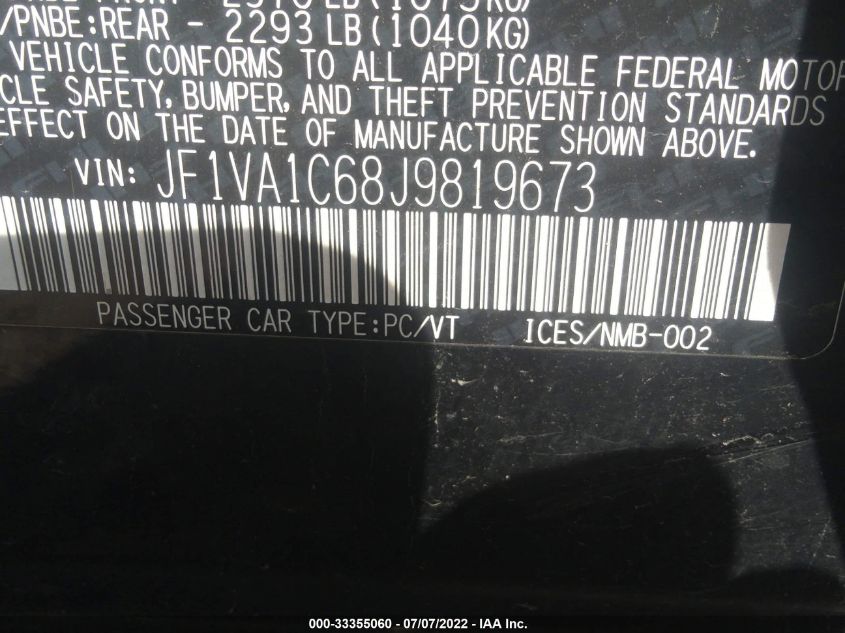 /PNBE:REAR - 2293 LB (1040KG)
VEHICLE CONFORMS TO ALL APPLICABLE FEDERAL MOTOR
CLE SAFETY, BUMPER, AND THEFT PREVENTION STANDARDS
EFFECT ON THE DATE OF MANUFACTURE SHOWN ABOVE.
VIN: JF1VA1C68J9819673
PASSENGER CAR TYPE:PC/VT ICES/NMB-002
000-33355060 - 07/07/2022 - IAA Inc.